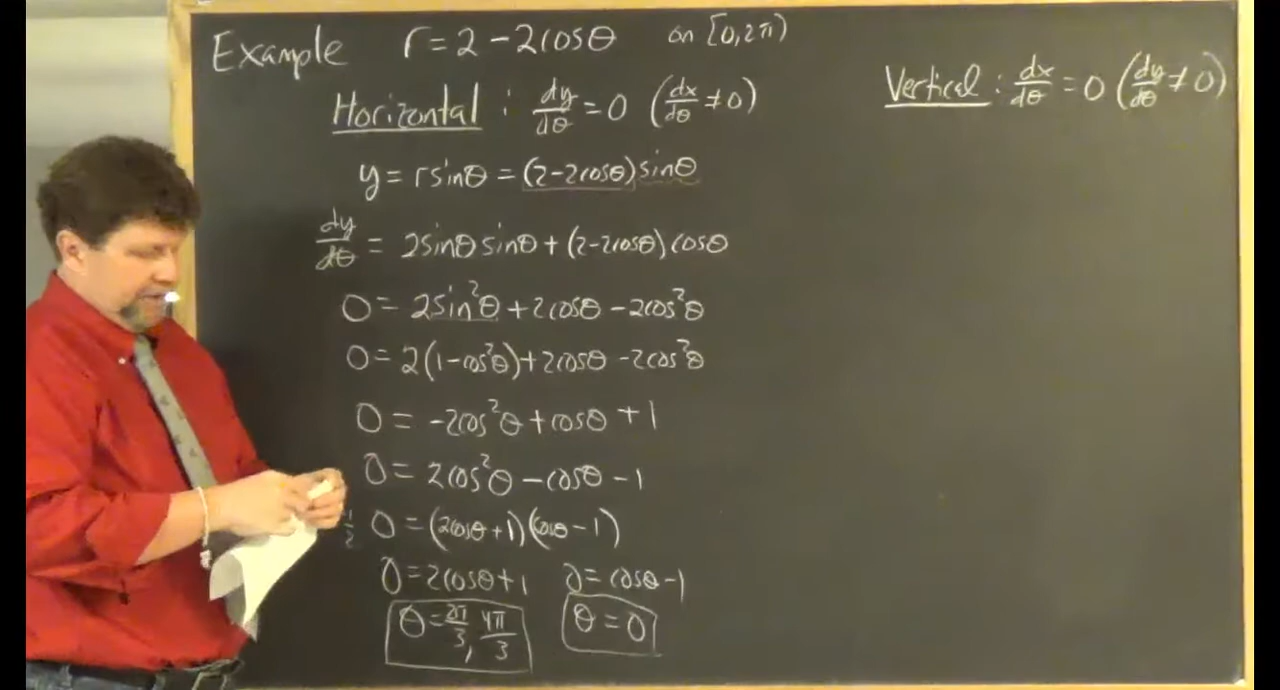 Example r = 2 - 2cosθ on [0, 2π)
Horizontal : dy/dθ = 0 (dx/dθ ≠ 0)
y = rsinθ = (2-2cosθ)sinθ
dy/dθ = 2sinθ sinθ + (2-2cosθ)cosθ
0 = 2sin²θ + 2cosθ - 2cos²θ
0 = 2(1-cos²θ) + 2cosθ - 2cos²θ
0 = -2cos²θ + cosθ + 1
0 = 2cos²θ - cosθ - 1
0 = (2cosθ + 1)(cosθ - 1)
0 = 2cosθ + 1 0 = cosθ - 1
θ = 2π/3, 4π/3 θ = 0
Vertical : dx/dθ = 0 (dy/dθ ≠ 0)